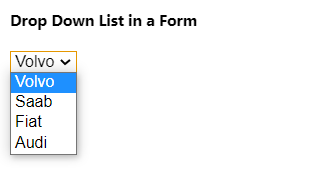 Drop Down List in a Form
Volvo
Volvo
Saab
Fiat
Audi